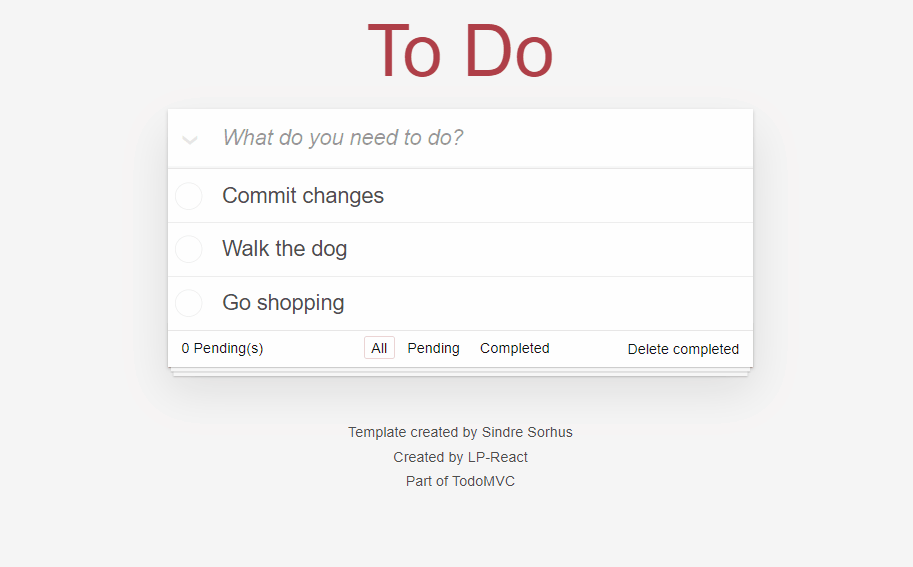 To Do
What do you need to do?
Commit changes
Walk the dog
Go shopping
0 Pending(s) All Pending Completed Delete completed
Template created by Sindre Sorhus
Created by LP-React
Part of TodoMVC